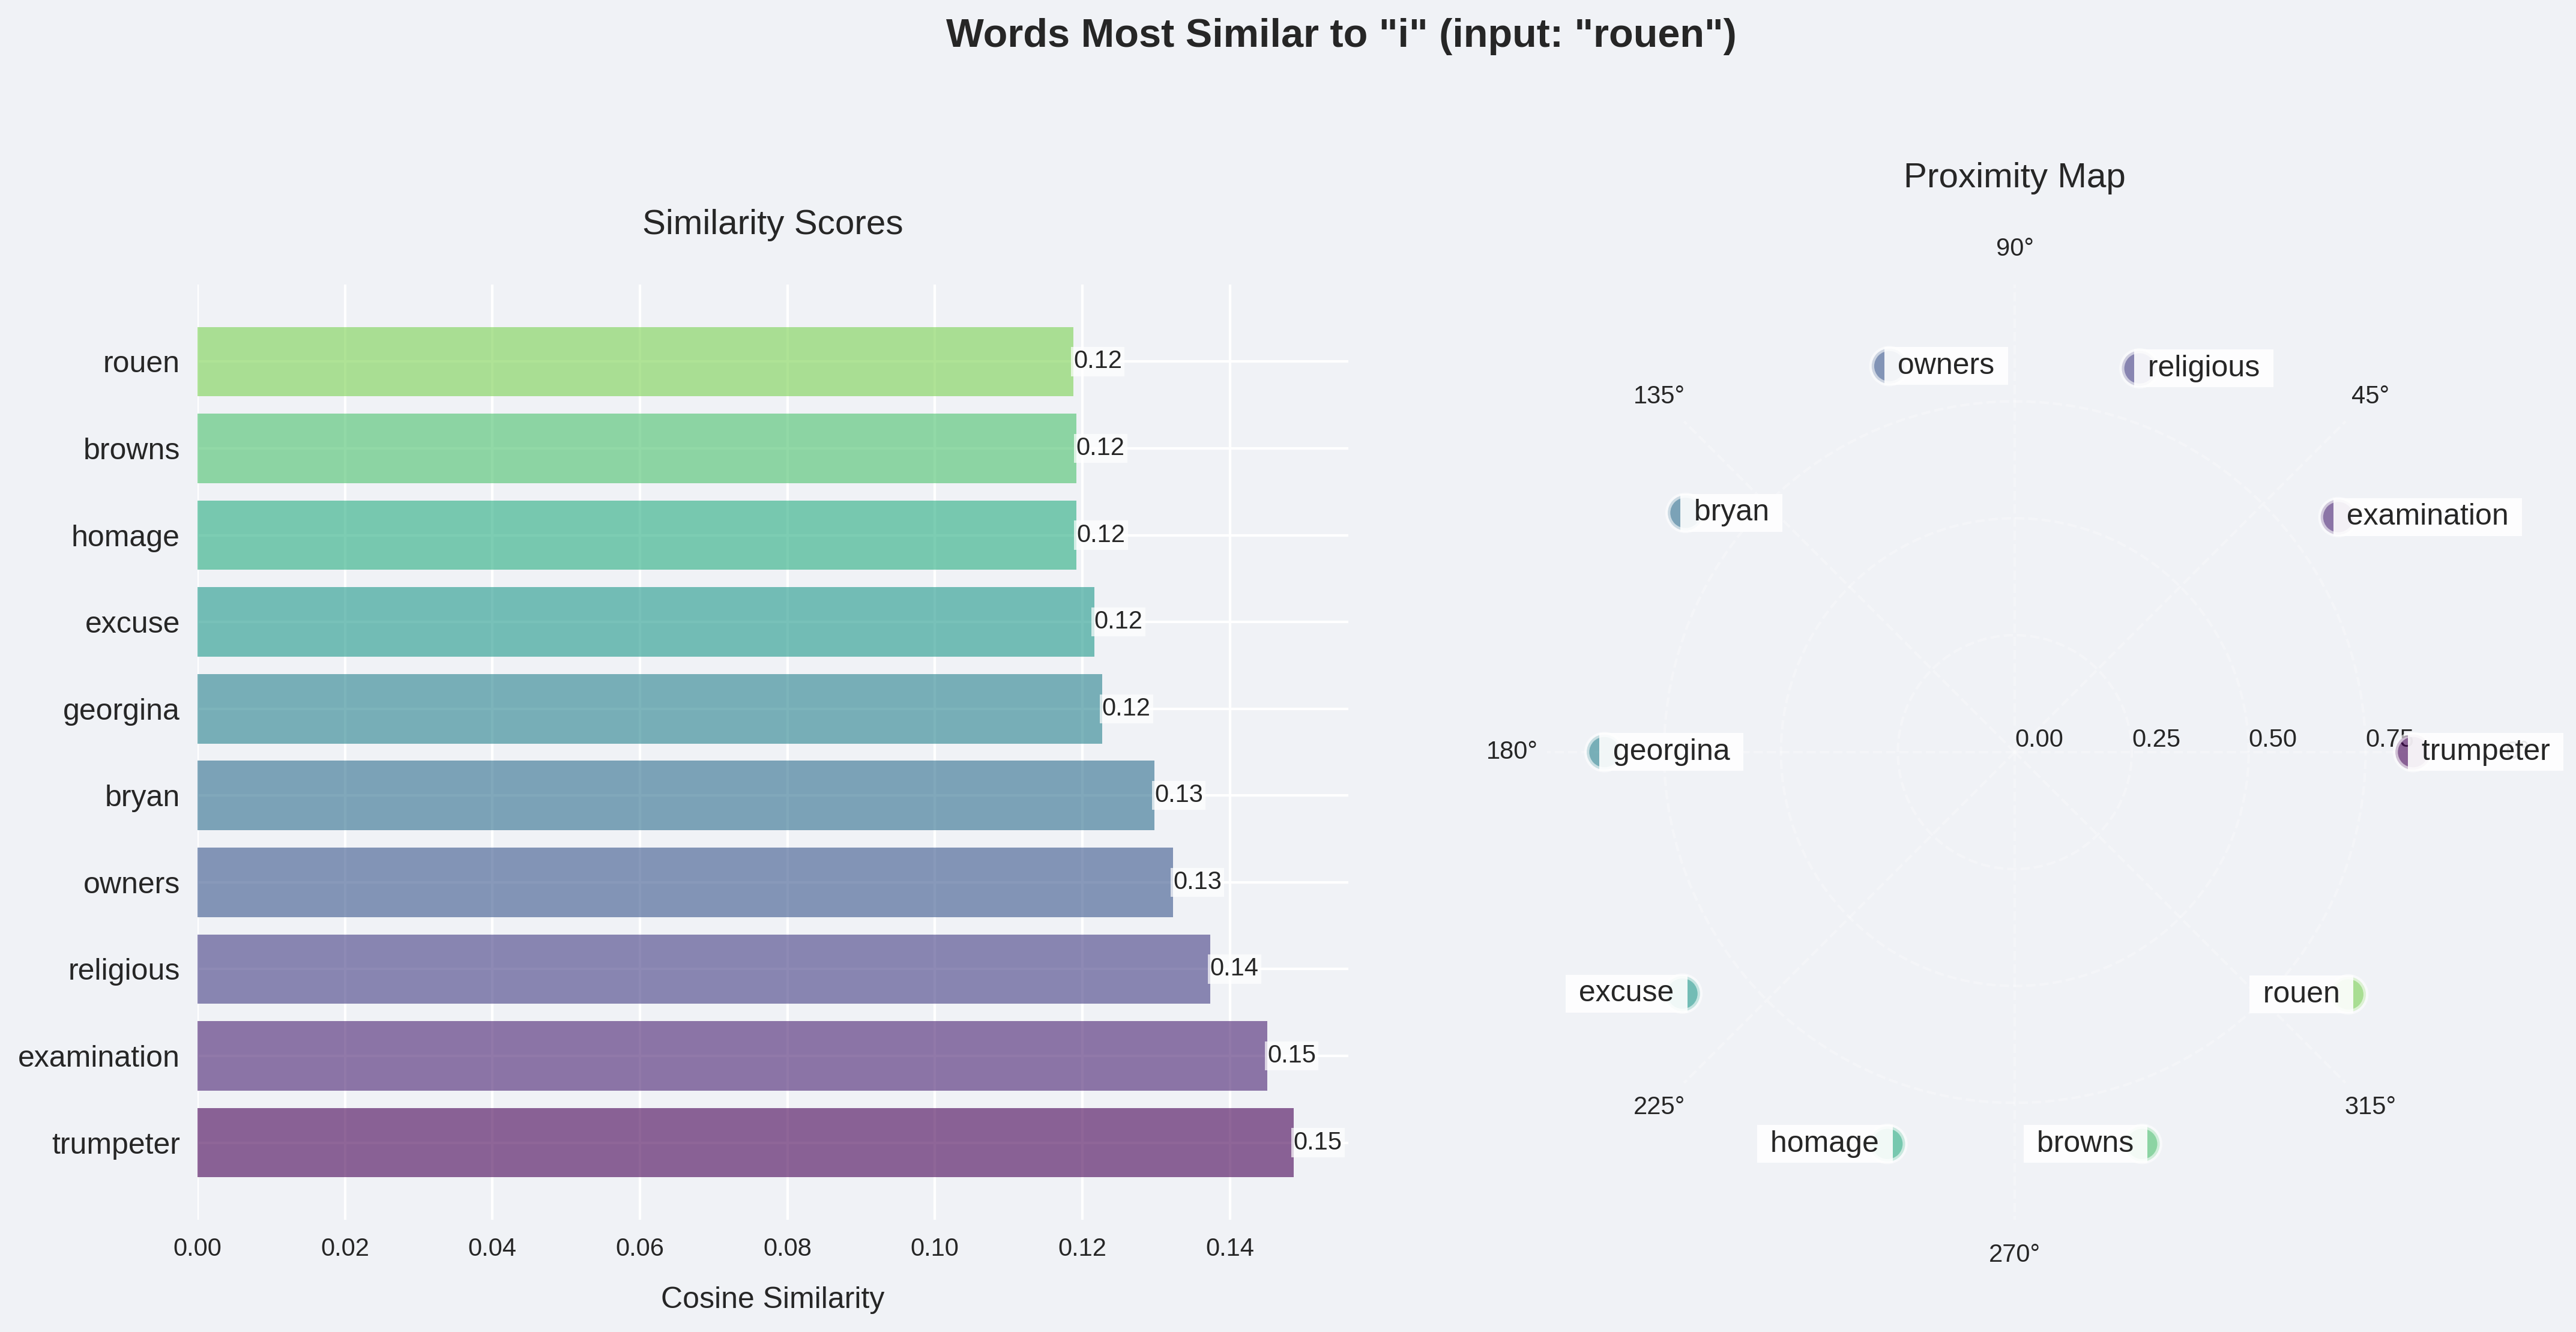 Words Most Similar to "i" (input: "rouen")
Similarity Scores
rouen 0.12
browns 0.12
homage 0.12
excuse 0.12
georgina 0.12
bryan 0.13
owners 0.13
religious 0.14
examination 0.15
trumpeter 0.15
0.00 0.02 0.04 0.06 0.08 0.10 0.12 0.14
Cosine Similarity
Proximity Map
90°
owners religious
135° 45°
bryan examination
0.00 0.25 0.50 0.75
180° georgina trumpeter
excuse rouen
225° 315°
homage browns
270°